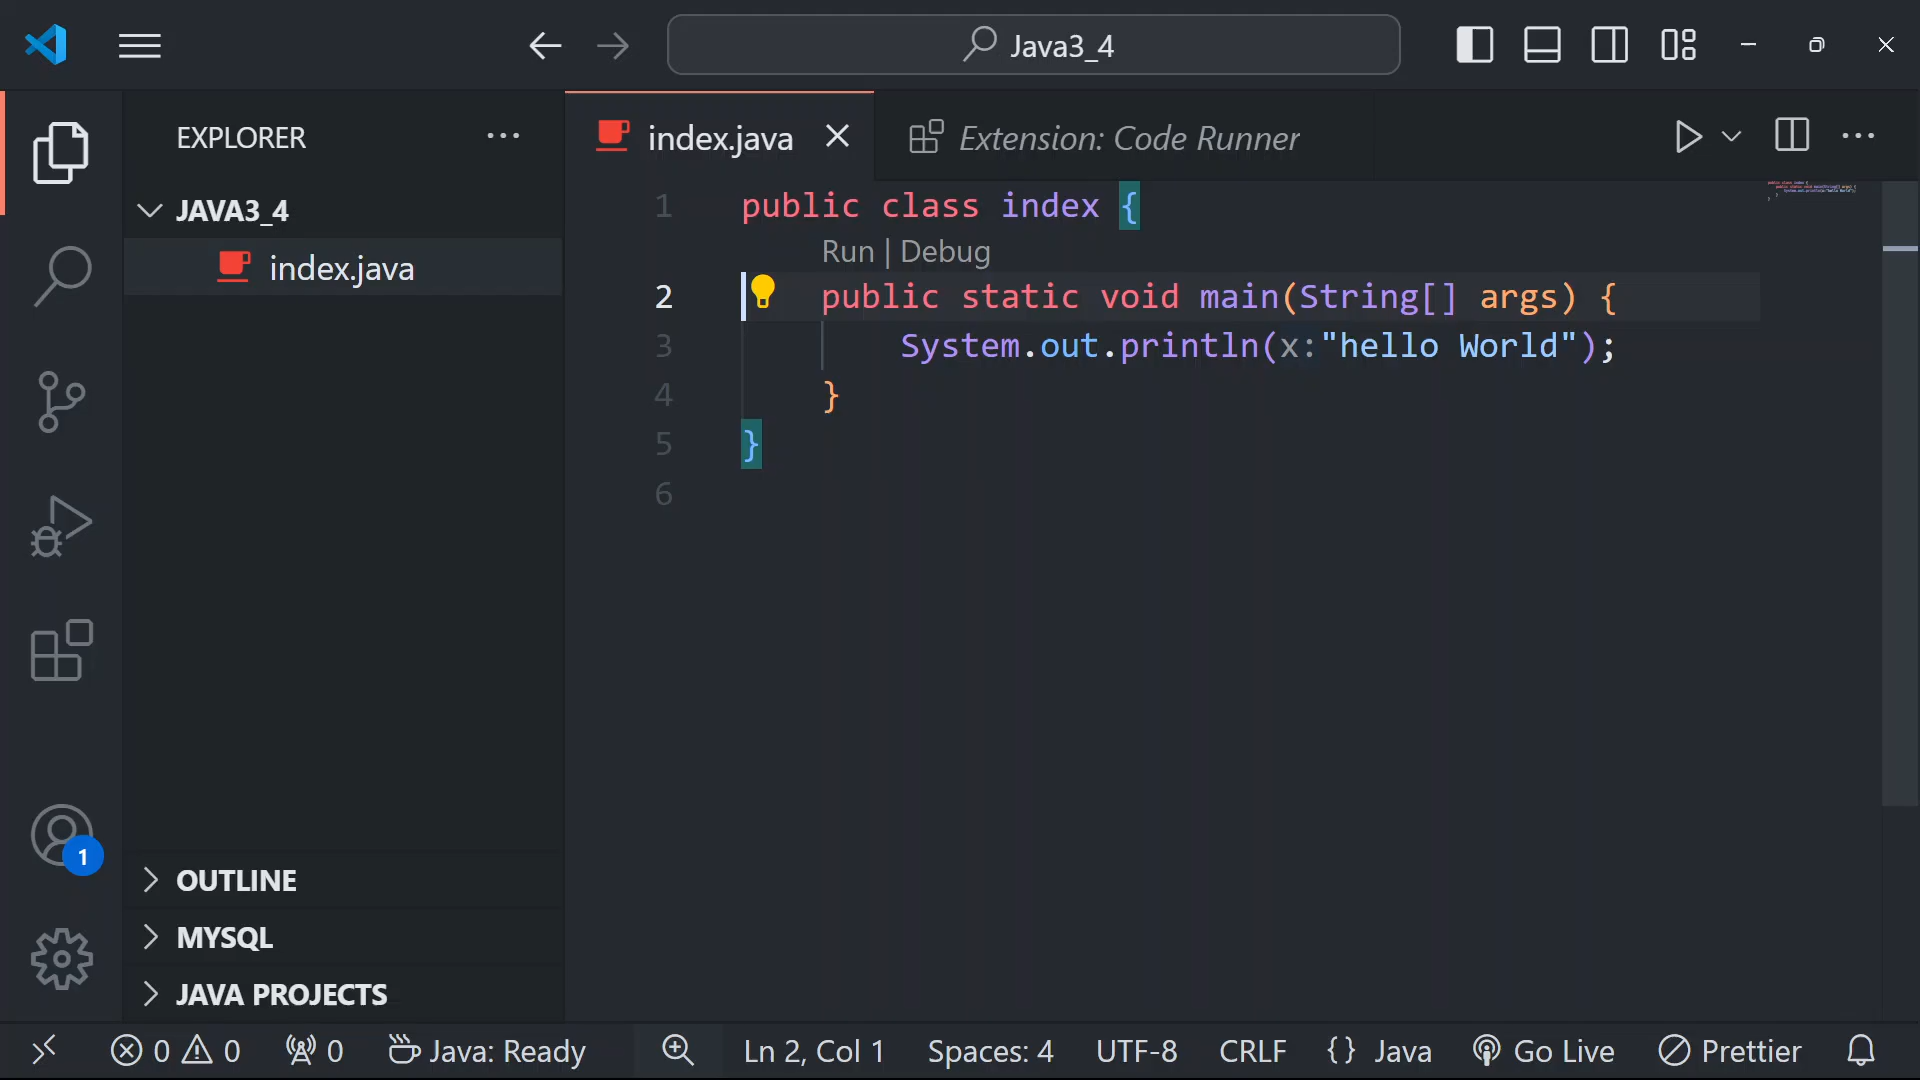 Java3_4
EXPLORER
JAVA3_4
index.java
index.java
Extension: Code Runner
1 public class index {
Run | Debug
2 public static void main(String[] args) {
3 System.out.println(x:"hello World");
4 }
5 }
6
1
OUTLINE
MYSQL
JAVA PROJECTS
0 0 0 Java: Ready Ln 2, Col 1 Spaces: 4 UTF-8 CRLF {} Java Go Live Prettier